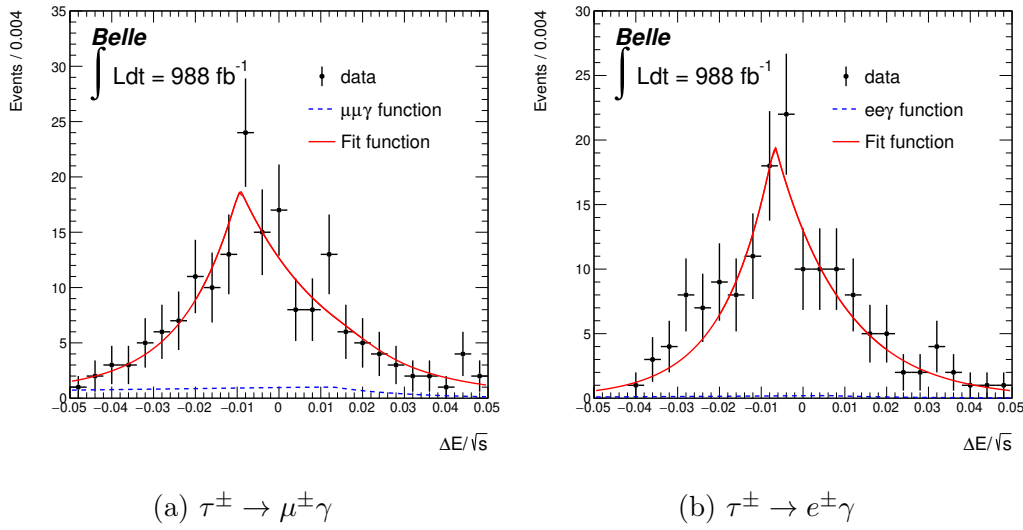 Belle
∫ Ldt = 988 fb⁻¹
data
μμγ function
Fit function
Events / 0.004
35
30
25
20
15
10
5
0
−0.05 −0.04 −0.03 −0.02 −0.01 0 0.01 0.02 0.03 0.04 0.05
ΔE/√s
(a) τ± → μ±γ
Belle
∫ Ldt = 988 fb⁻¹
data
eeγ function
Fit function
Events / 0.004
30
25
20
15
10
5
0
−0.05 −0.04 −0.03 −0.02 −0.01 0 0.01 0.02 0.03 0.04 0.05
ΔE/√s
(b) τ± → e±γ